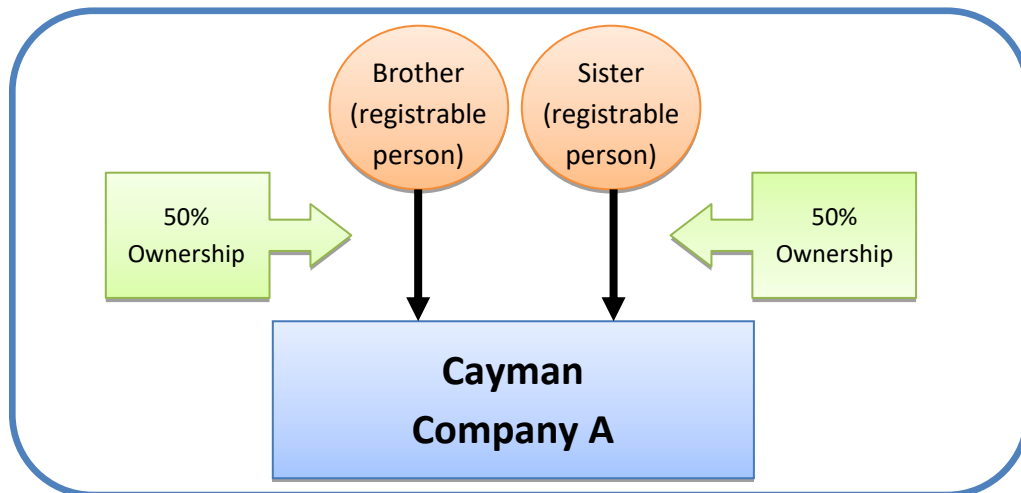 Brother
(registrable
person)
Sister
(registrable
person)
50%
Ownership
50%
Ownership
Cayman
Company A